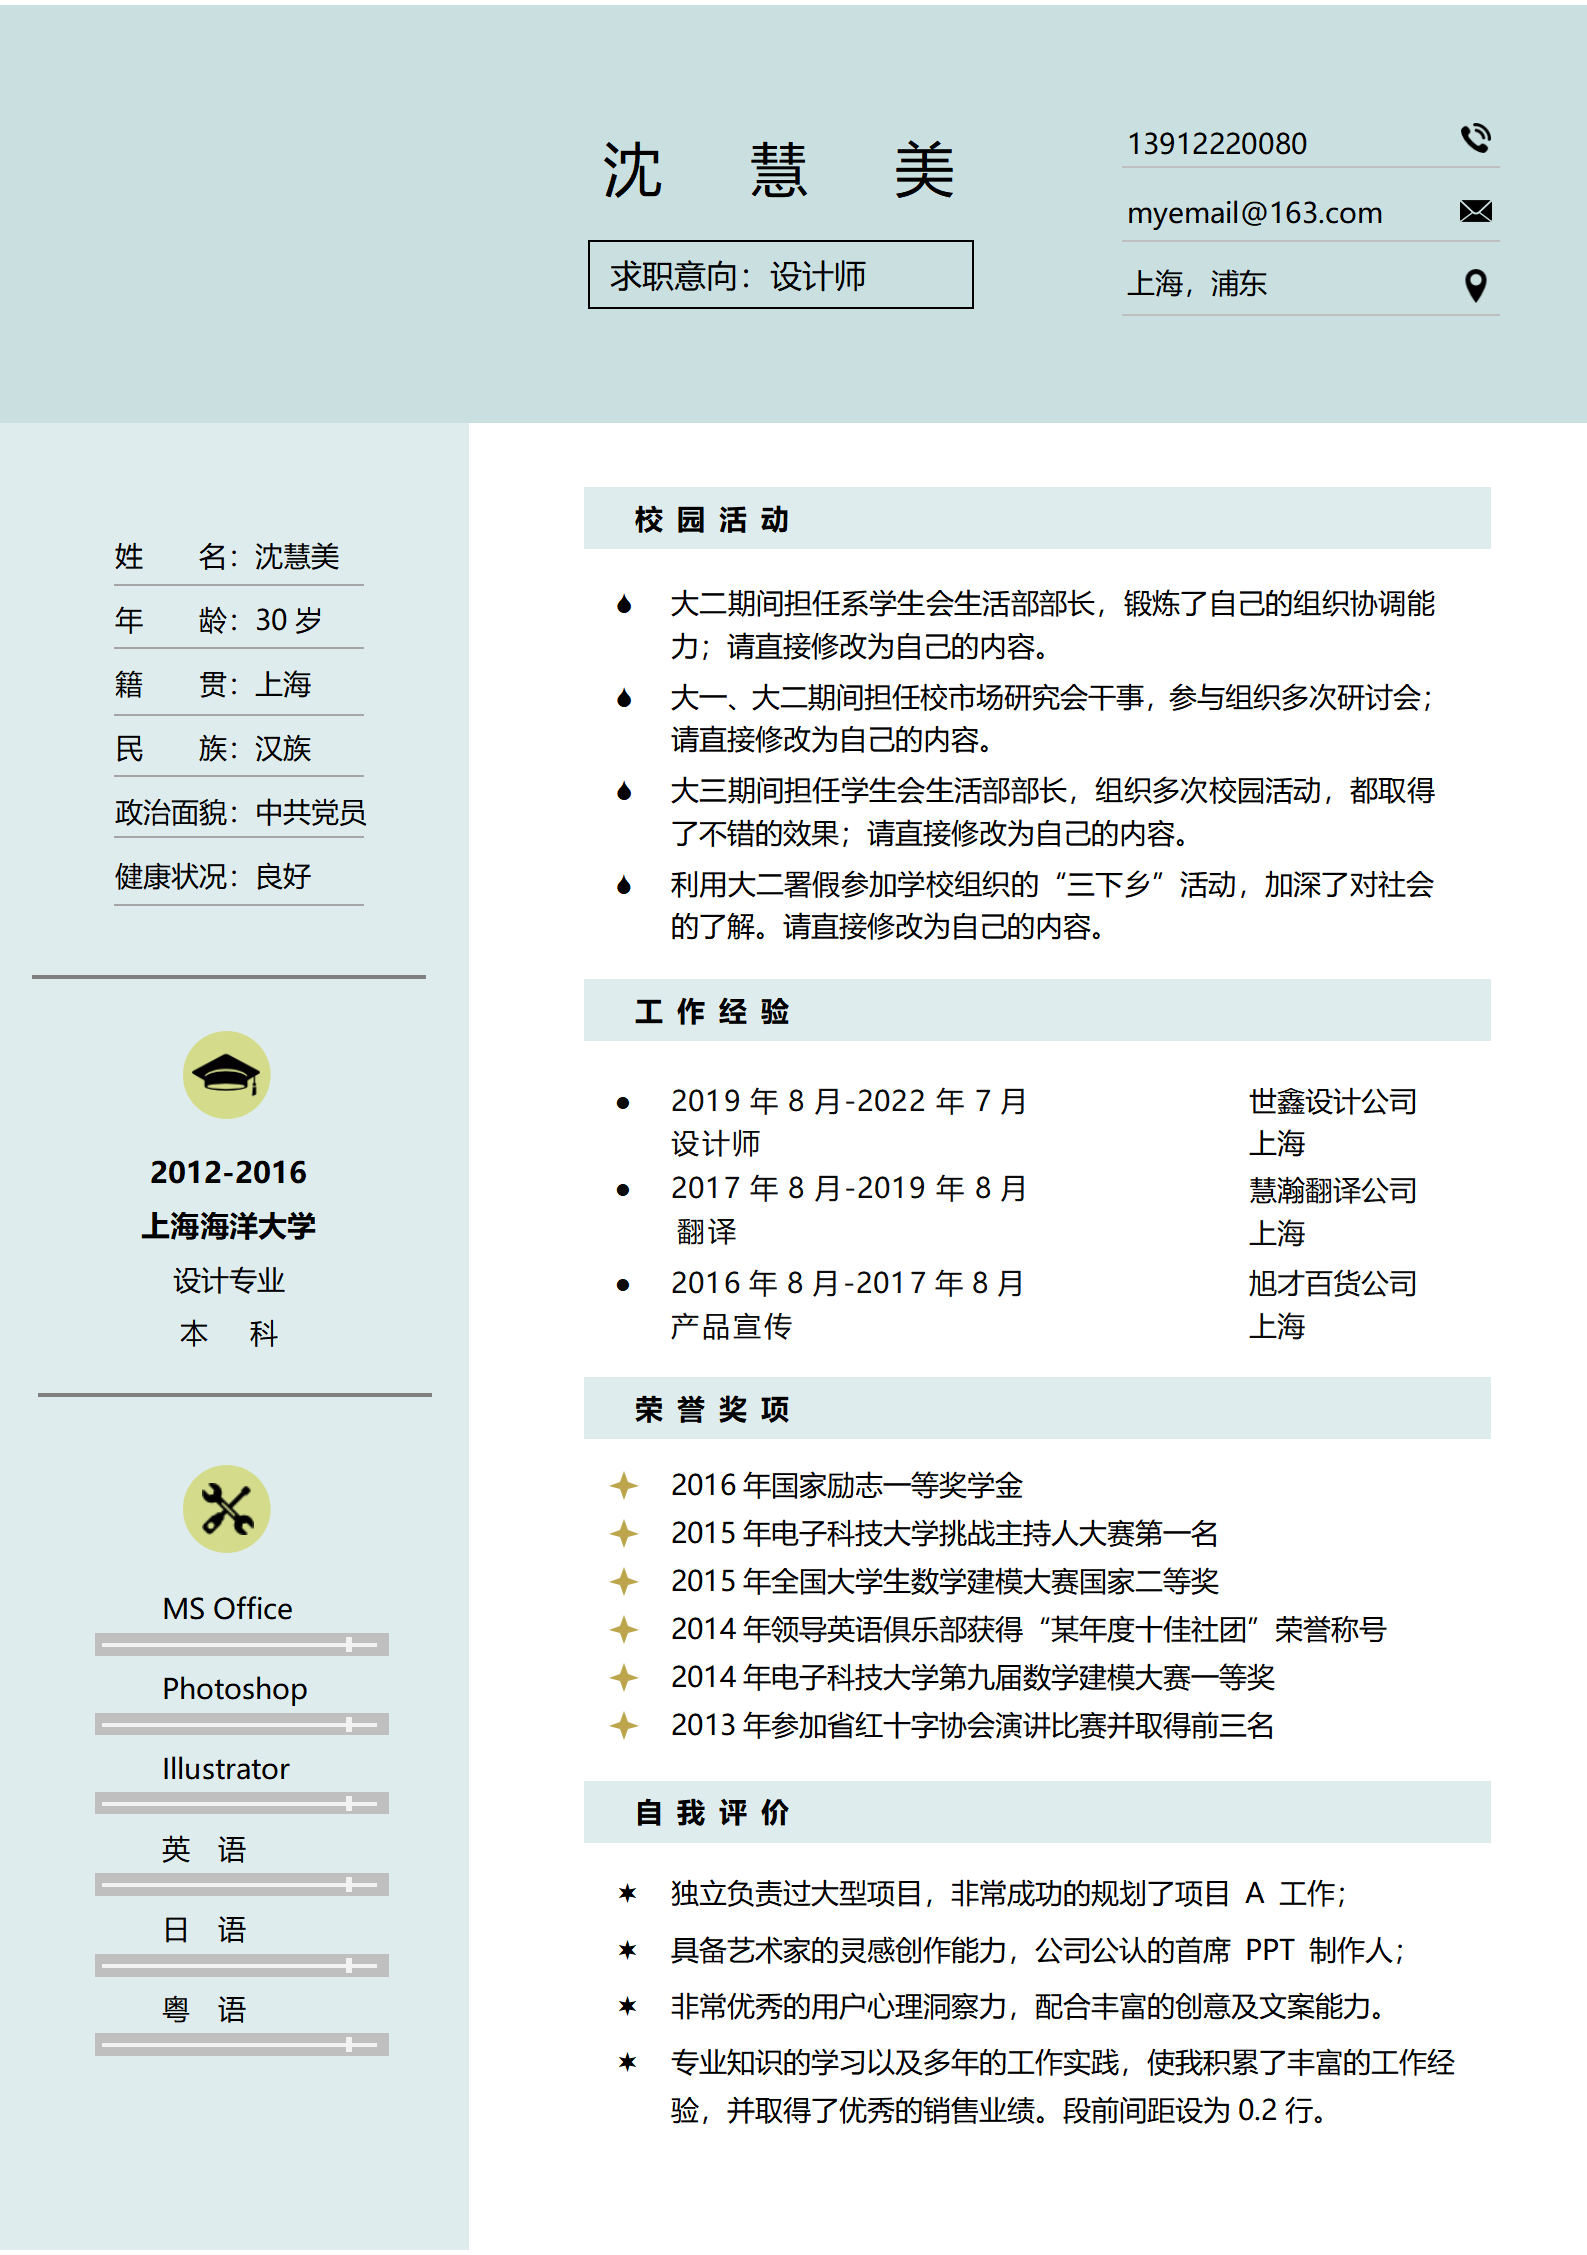 沈 慧 美
求职意向：设计师
13912220080
myemail@163.com
上海，浦东
姓 名：沈慧美
年 龄：30 岁
籍 贯：上海
民 族：汉族
政治面貌：中共党员
健康状况：良好
2012-2016
上海海洋大学
设计专业
本 科
MS Office
Photoshop
Illustrator
英 语
日 语
粤 语
校 园 活 动
大二期间担任系学生会生活部部长，锻炼了自己的组织协调能
力；请直接修改为自己的内容。
大一、大二期间担任校市场研究会干事，参与组织多次研讨会；
请直接修改为自己的内容。
大三期间担任学生会生活部部长，组织多次校园活动，都取得
了不错的效果；请直接修改为自己的内容。
利用大二署假参加学校组织的“三下乡”活动，加深了对社会
的了解。请直接修改为自己的内容。
工 作 经 验
2019 年 8 月-2022 年 7 月 世鑫设计公司
设计师 上海
2017 年 8 月-2019 年 8 月 慧瀚翻译公司
翻译 上海
2016 年 8 月-2017 年 8 月 旭才百货公司
产品宣传 上海
荣 誉 奖 项
2016 年国家励志一等奖学金
2015 年电子科技大学挑战主持人大赛第一名
2015 年全国大学生数学建模大赛国家二等奖
2014 年领导英语俱乐部获得“某年度十佳社团”荣誉称号
2014 年电子科技大学第九届数学建模大赛一等奖
2013 年参加省红十字协会演讲比赛并取得前三名
自 我 评 价
独立负责过大型项目，非常成功的规划了项目 A 工作；
具备艺术家的灵感创作能力，公司公认的首席 PPT 制作人；
非常优秀的用户心理洞察力，配合丰富的创意及文案能力。
专业知识的学习以及多年的工作实践，使我积累了丰富的工作经
验，并取得了优秀的销售业绩。段前间距设为 0.2 行。